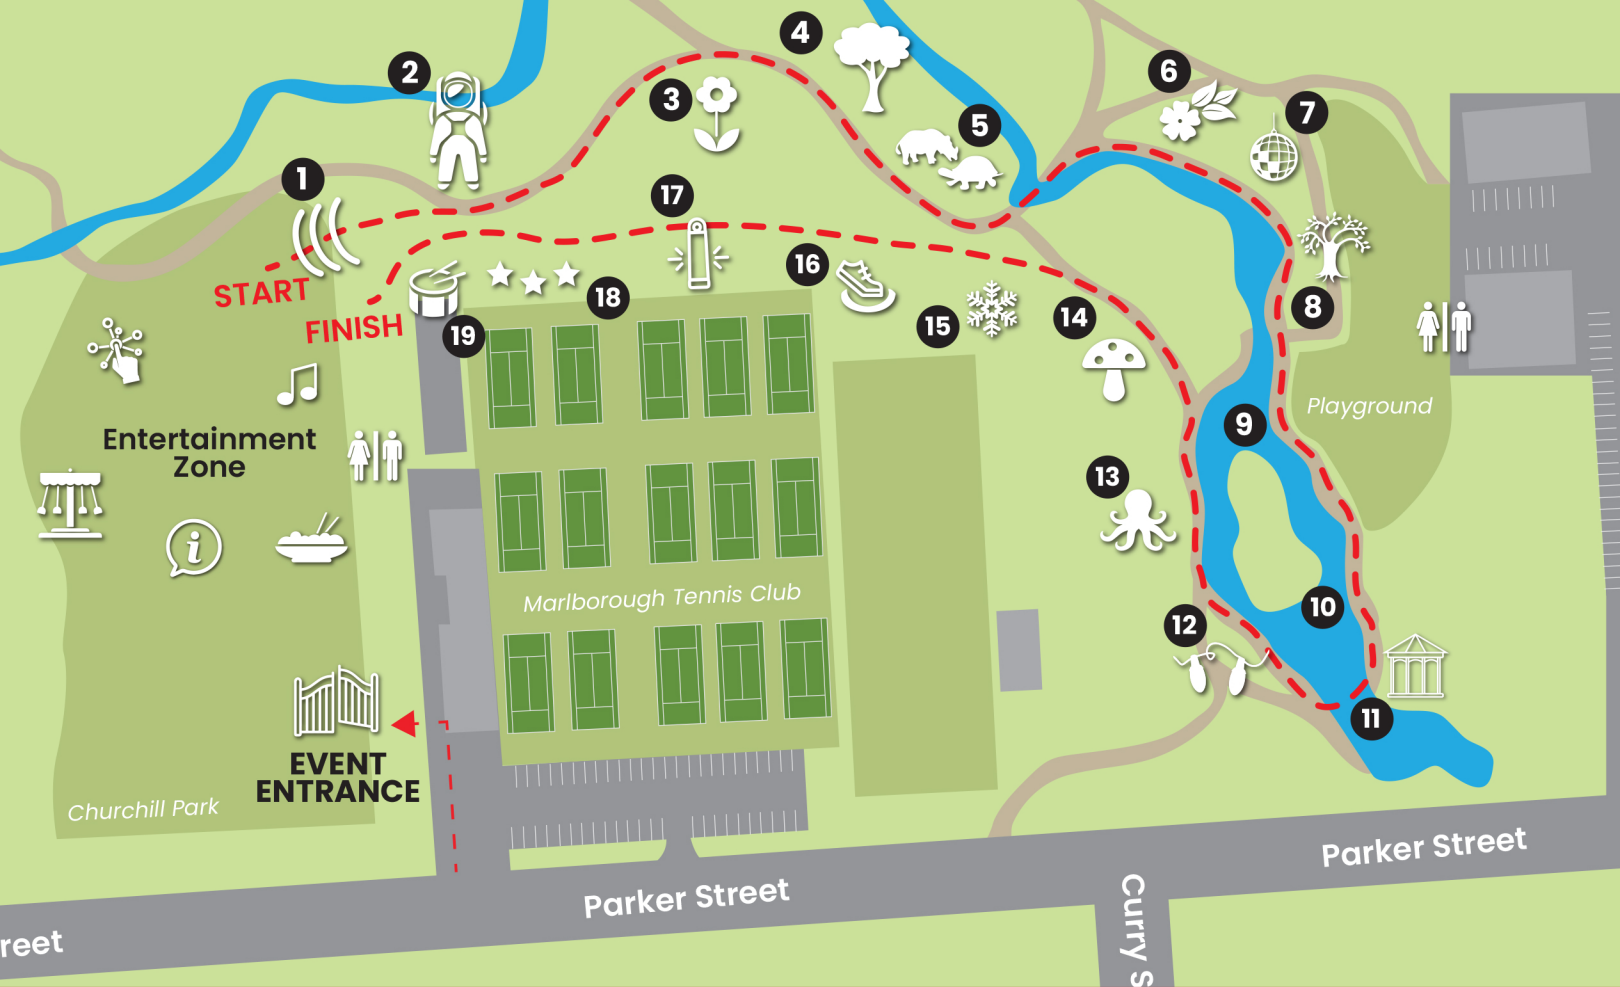 1
2
3
4
5
6
7
8
9
10
11
12
13
14
15
16
17
18
19
START
FINISH
Entertainment
Zone
i
Playground
Marlborough Tennis Club
EVENT
ENTRANCE
Churchill Park
Parker Street
Parker Street
reet
Curry S